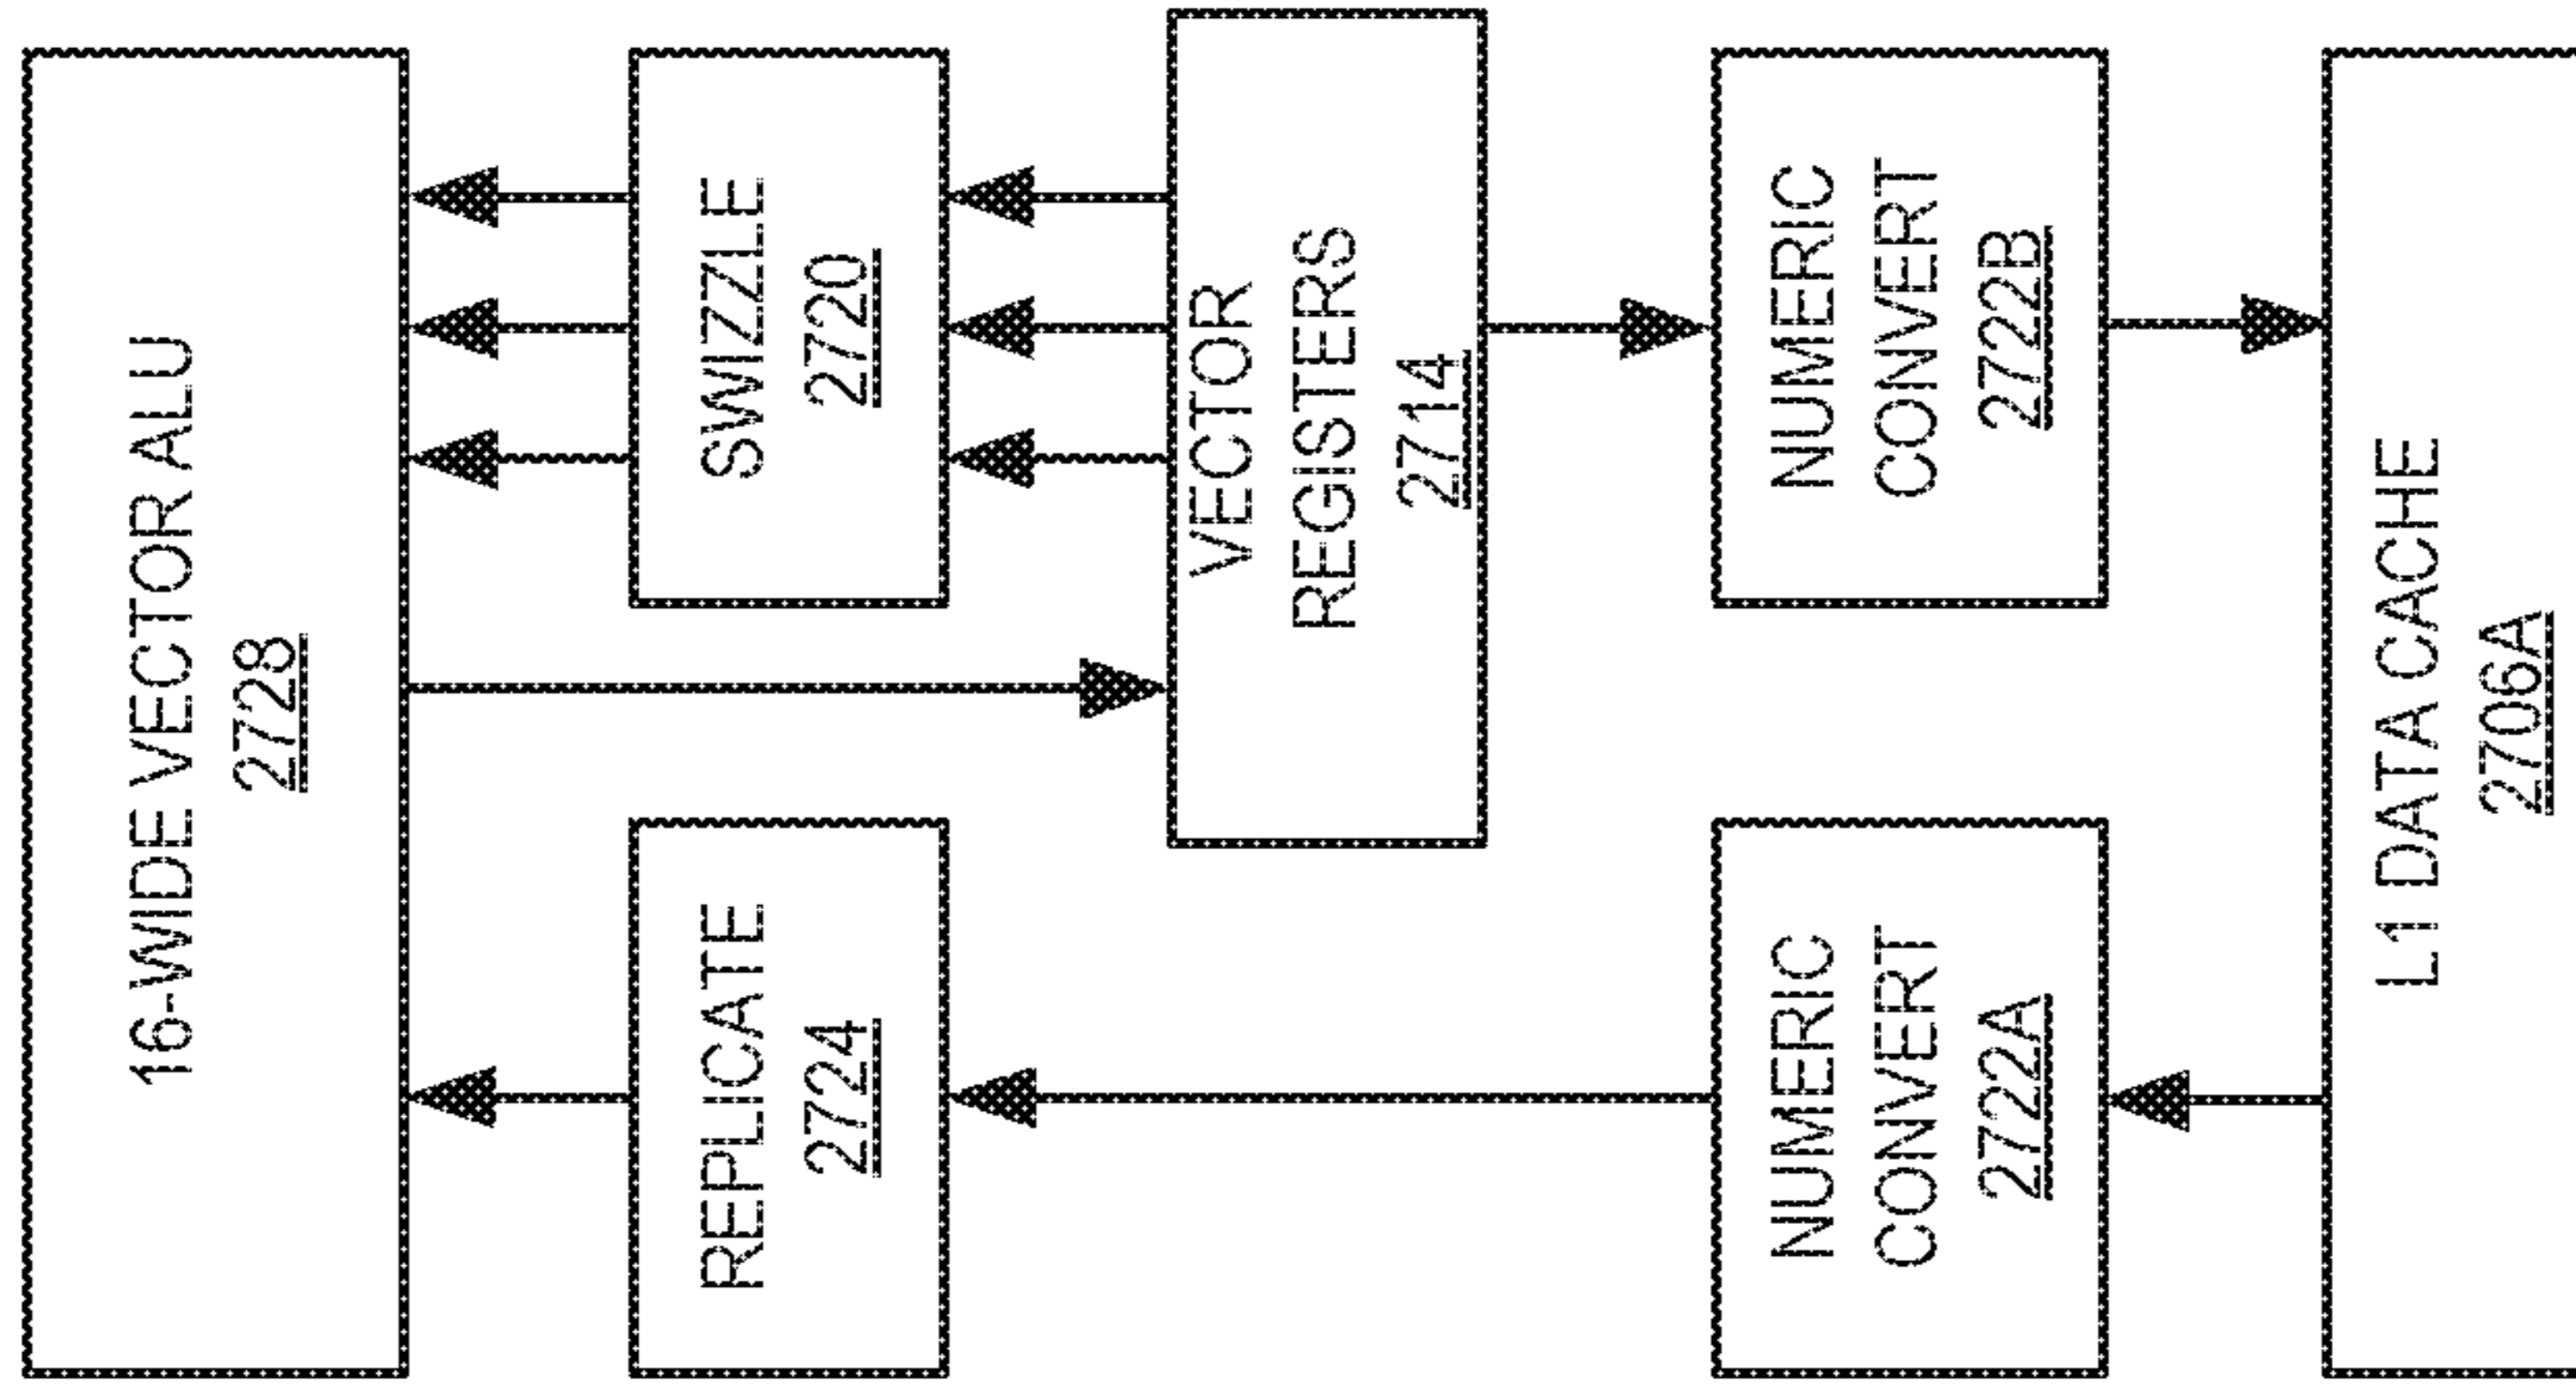 16-WIDE VECTOR ALU
2728
REPLICATE
2724
SWIZZLE
2720
VECTOR
REGISTERS
2714
NUMERIC
CONVERT
2722A
NUMERIC
CONVERT
2722B
L1 DATA CACHE
2706A